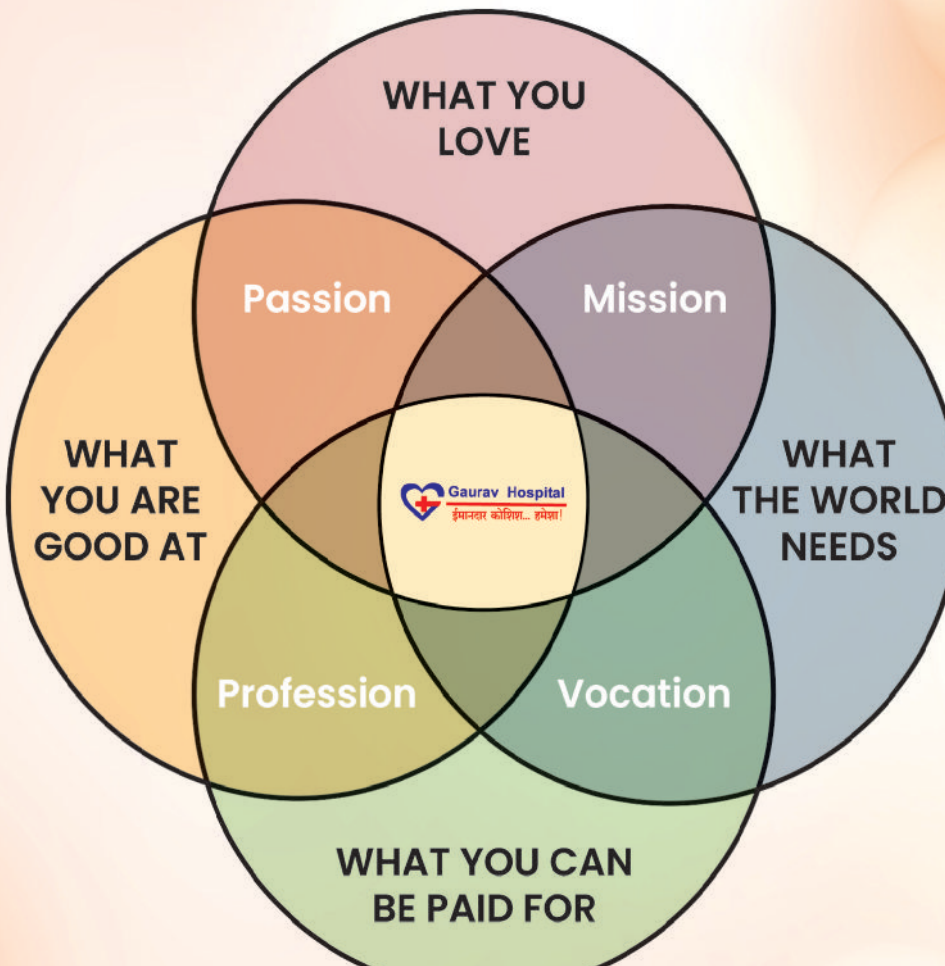 WHAT YOU
LOVE
Passion
Mission
WHAT
YOU ARE
GOOD AT
Gaurav Hospital
ईमानदार कोशिश... हमेशा!
WHAT
THE WORLD
NEEDS
Profession
Vocation
WHAT YOU CAN
BE PAID FOR